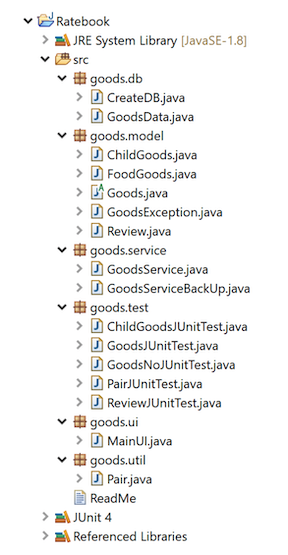 Ratebook
JRE System Library [JavaSE-1.8]
src
goods.db
CreateDB.java
GoodsData.java
goods.model
ChildGoods.java
FoodGoods.java
Goods.java
GoodsException.java
Review.java
goods.service
GoodsService.java
GoodsServiceBackUp.java
goods.test
ChildGoodsJUnitTest.java
GoodsJUnitTest.java
GoodsNoJUnitTest.java
PairJUnitTest.java
ReviewJUnitTest.java
goods.ui
MainUI.java
goods.util
Pair.java
ReadMe
JUnit 4
Referenced Libraries